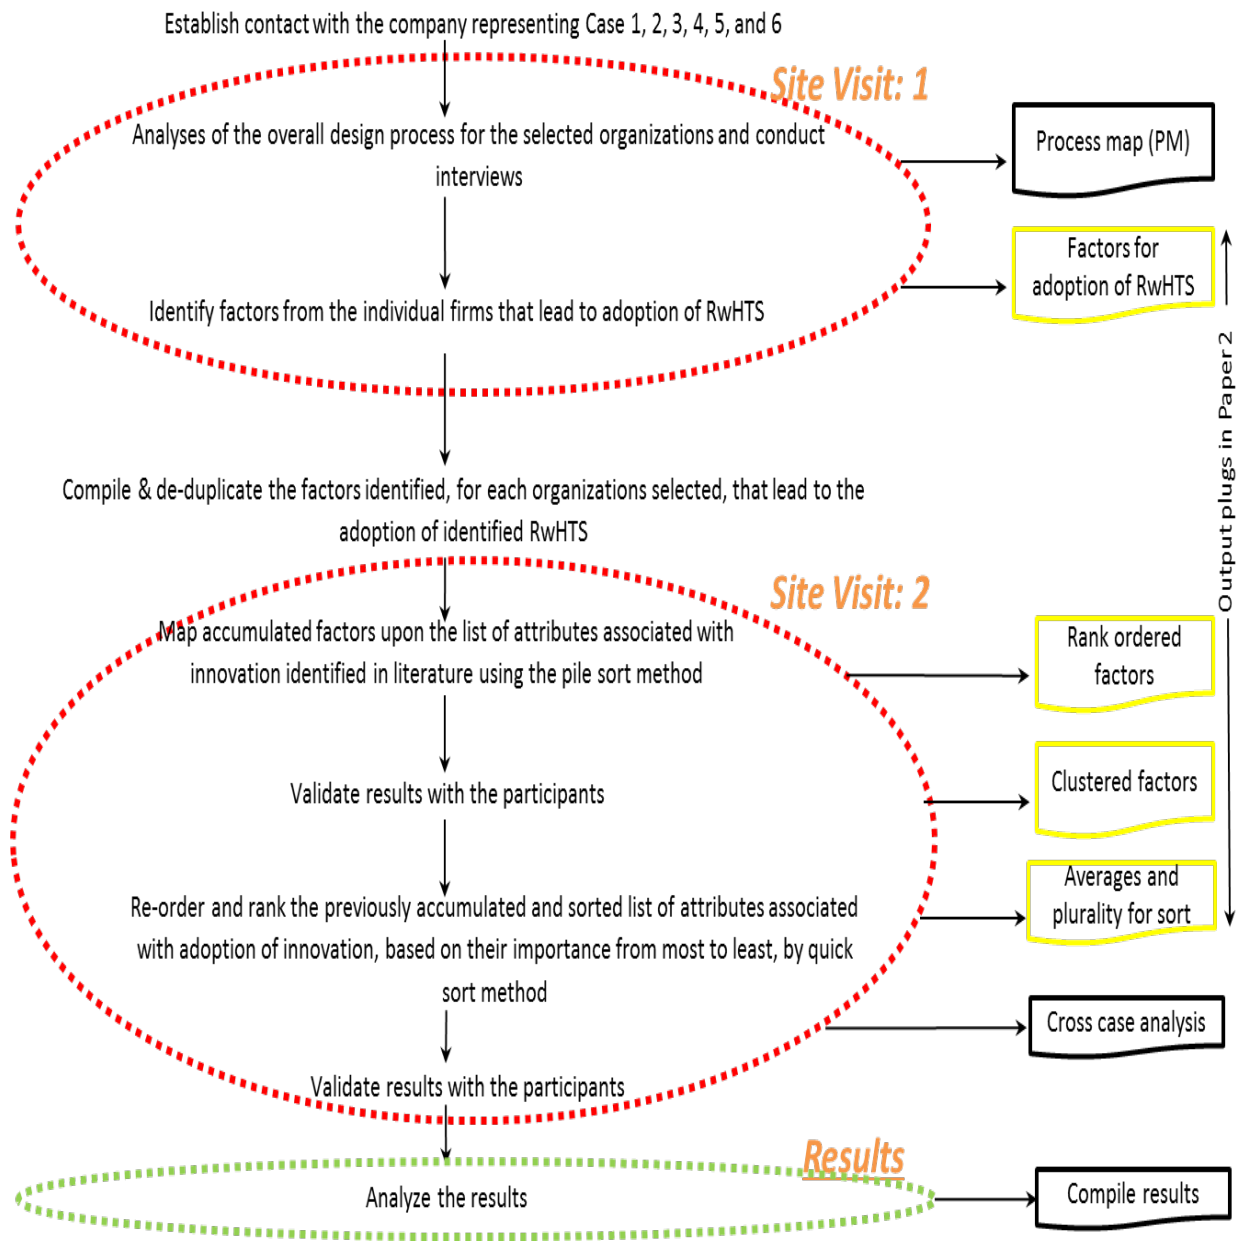 Establish contact with the company representing Case 1, 2, 3, 4, 5, and 6
Site Visit: 1
Analyses of the overall design process for the selected organizations and conduct
interviews
Process map (PM)
Factors for
adoption of RwHTS
Identify factors from the individual firms that lead to adoption of RwHTS
Output plugs in Paper 2
Compile & de-duplicate the factors identified, for each organizations selected, that lead to the
adoption of identified RwHTS
Site Visit: 2
Map accumulated factors upon the list of attributes associated with
innovation identified in literature using the pile sort method
Rank ordered
factors
Validate results with the participants
Clustered factors
Re-order and rank the previously accumulated and sorted list of attributes associated
with adoption of innovation, based on their importance from most to least, by quick
sort method
Averages and
plurality for sort
Cross case analysis
Validate results with the participants
Results
Analyze the results
Compile results